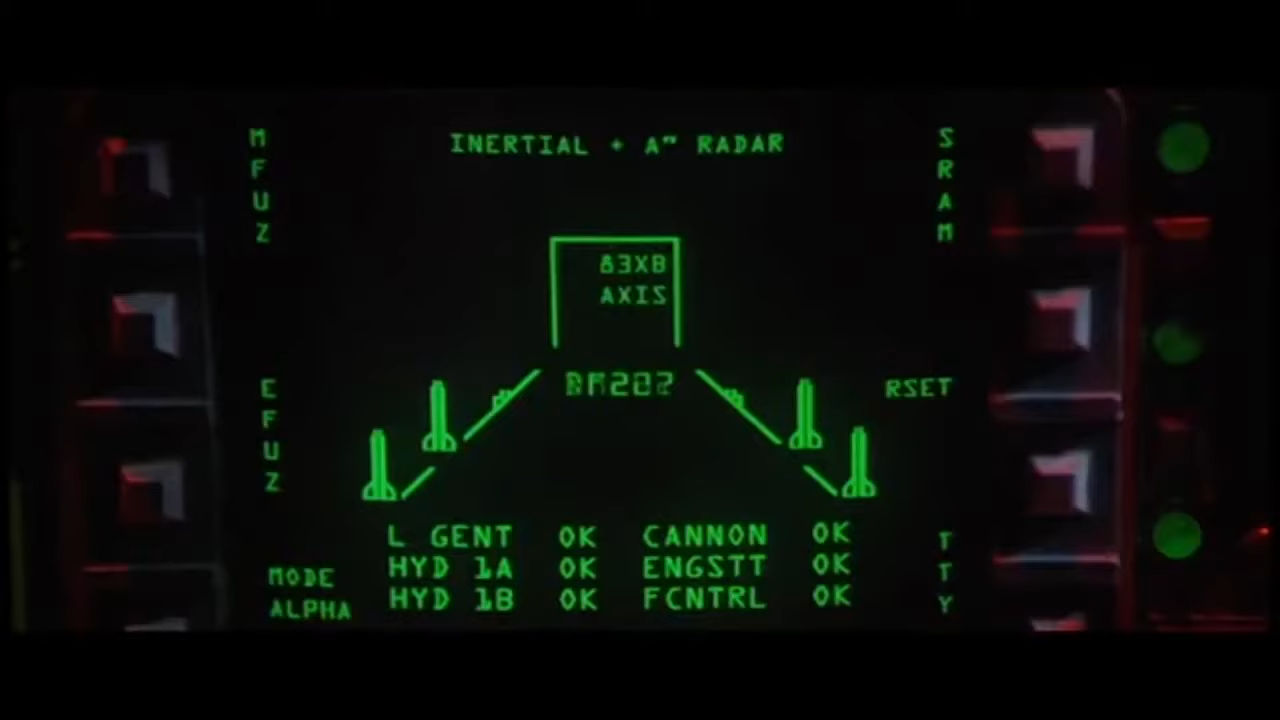 INERTIAL + A" RADAR
MFUZ
SRAM
83XB
AXIS
RSET
EFUZ
L GENT OK CANNON OK
HYD 1A OK ENGSTT OK
HYD 1B OK FCNTRL OK
MODE
ALPHA
TTY